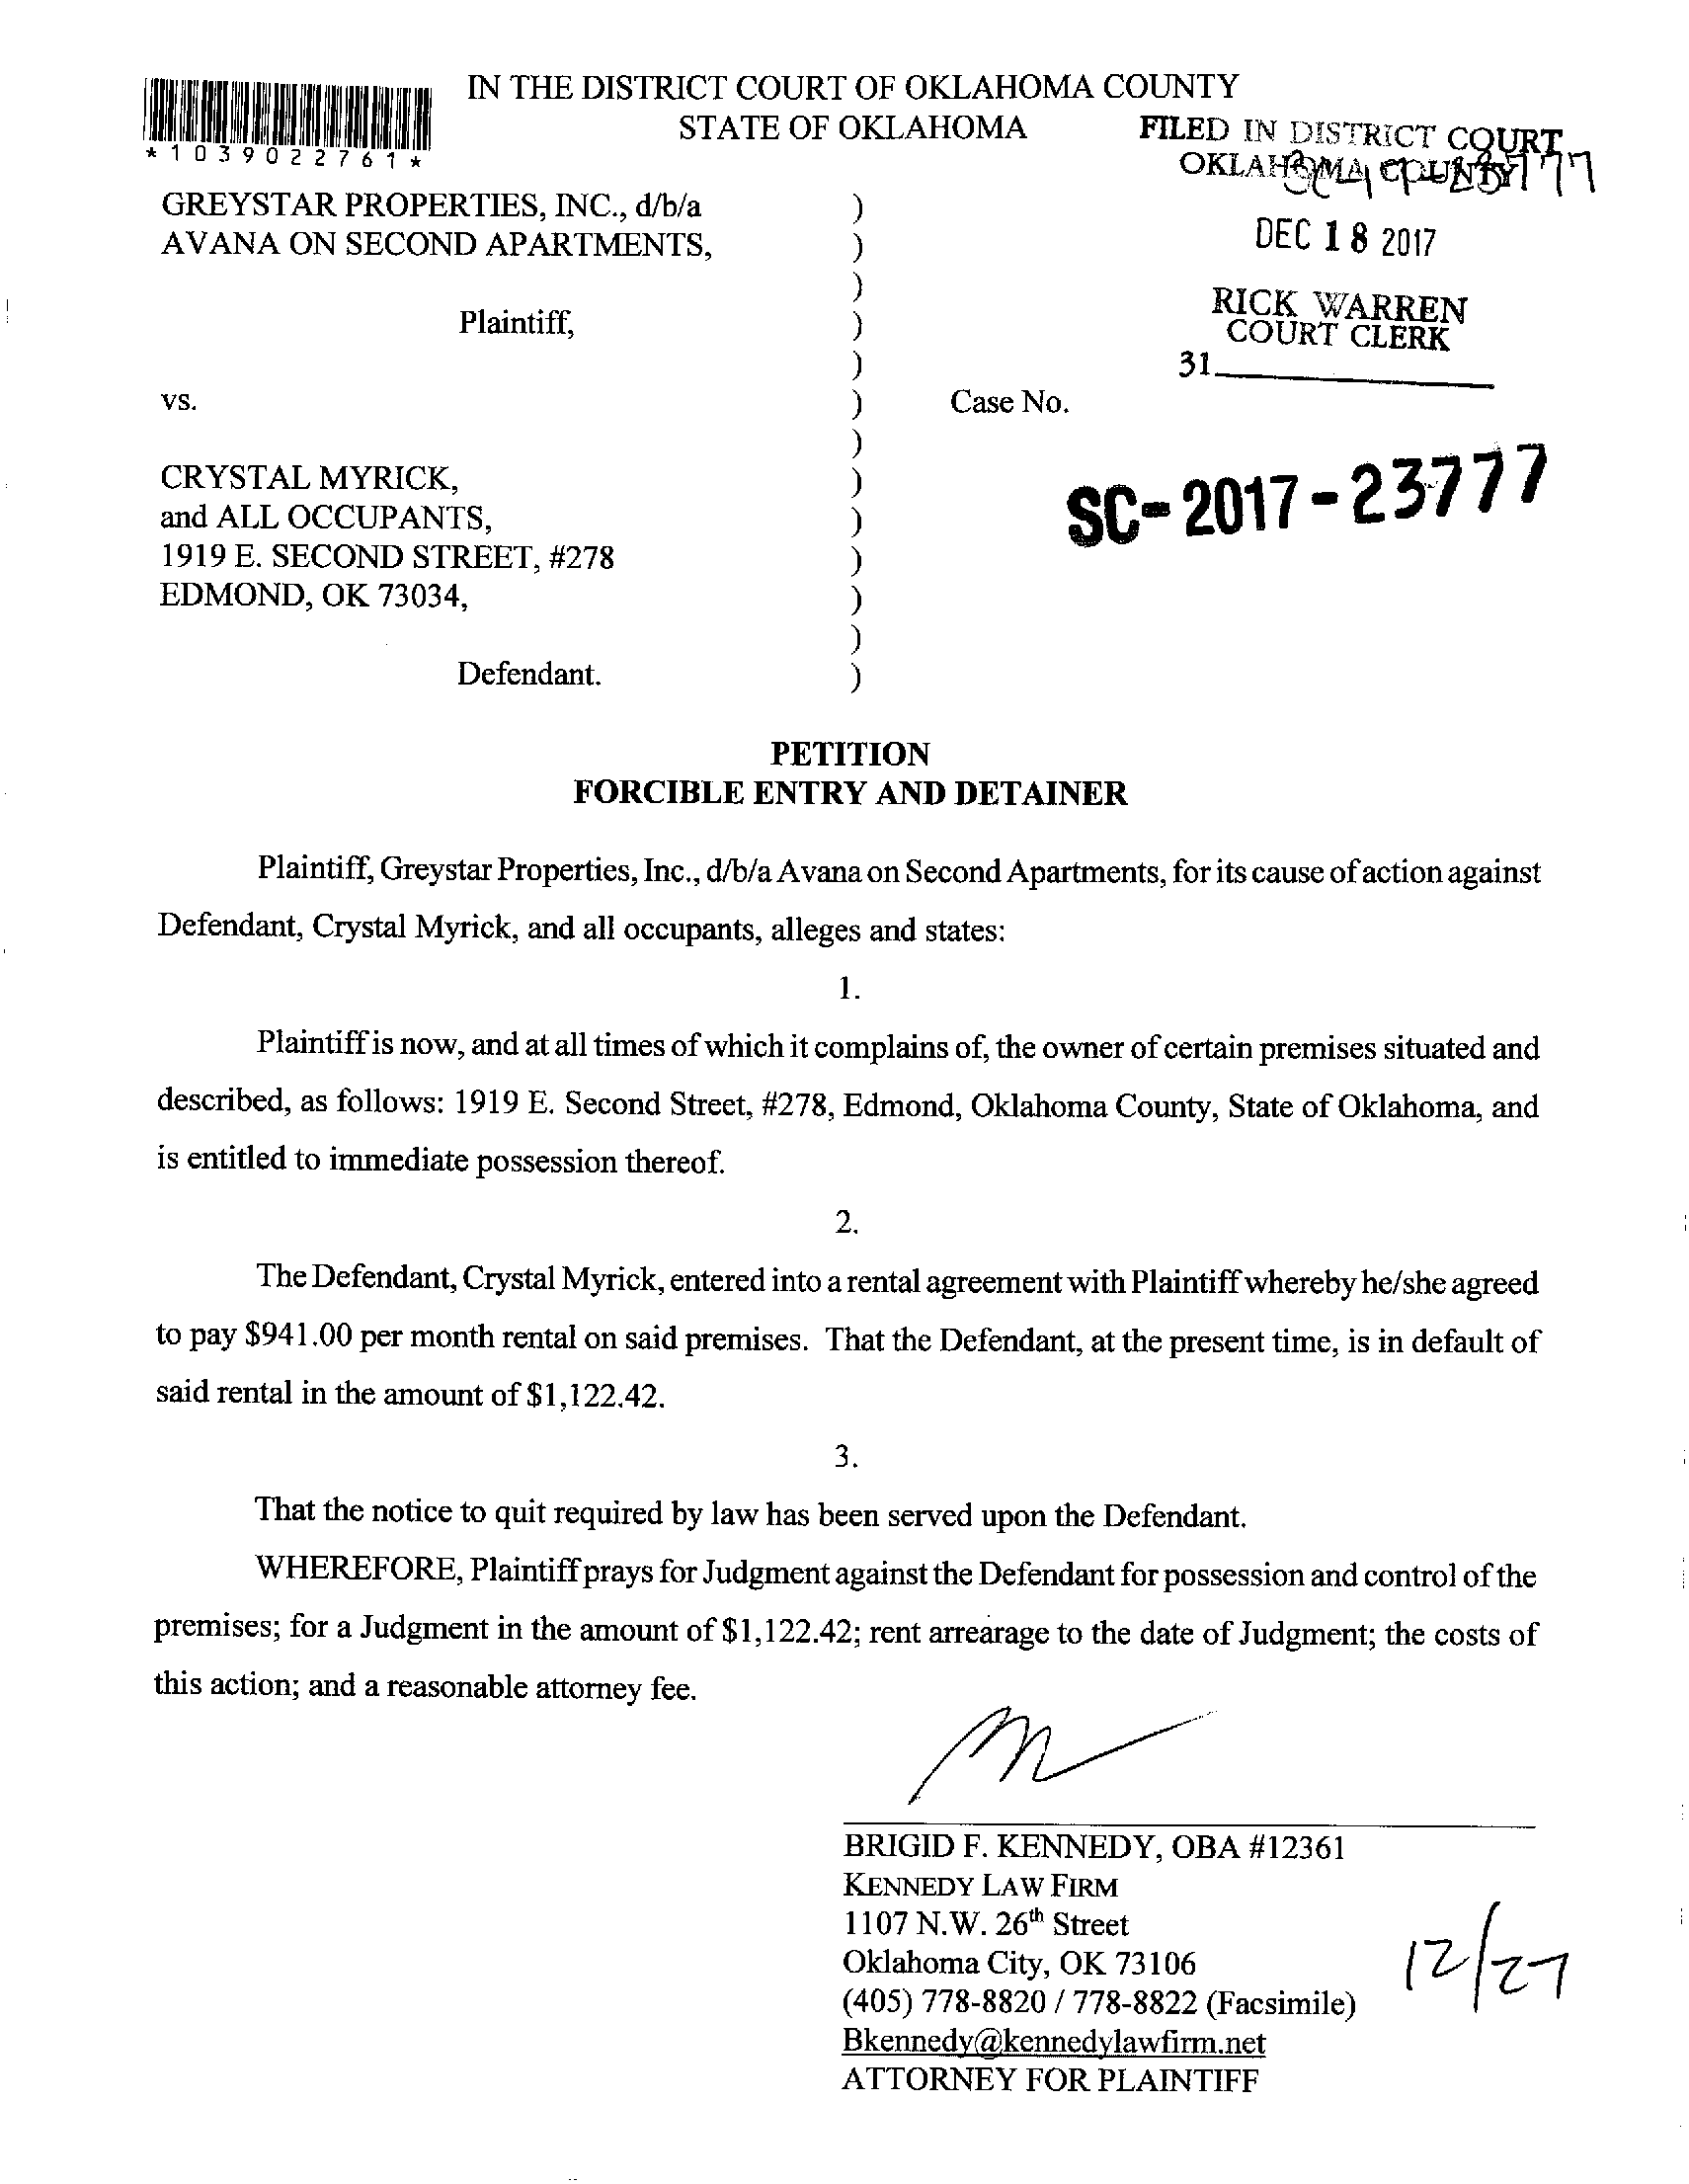 IN THE DISTRICT COURT OF OKLAHOMA COUNTY
STATE OF OKLAHOMA
*1039022761*
FILED IN DISTRICT COURT
OKLAHOMA COUNTY
GREYSTAR PROPERTIES, INC., d/b/a )
AVANA ON SECOND APARTMENTS, )
DEC 18 2017
)
Plaintiff, )
RICK WARREN
COURT CLERK
)
31
vs. ) Case No.
)
CRYSTAL MYRICK, )
and ALL OCCUPANTS, )
SC-2017-23777
1919 E. SECOND STREET, #278 )
EDMOND, OK 73034, )
)
Defendant. )
PETITION
FORCIBLE ENTRY AND DETAINER
Plaintiff, Greystar Properties, Inc., d/b/a Avana on Second Apartments, for its cause of action against
Defendant, Crystal Myrick, and all occupants, alleges and states:
1.
Plaintiff is now, and at all times of which it complains of, the owner of certain premises situated and
described, as follows: 1919 E. Second Street, #278, Edmond, Oklahoma County, State of Oklahoma, and
is entitled to immediate possession thereof.
2.
The Defendant, Crystal Myrick, entered into a rental agreement with Plaintiff whereby he/she agreed
to pay $941.00 per month rental on said premises. That the Defendant, at the present time, is in default of
said rental in the amount of $1,122.42.
3.
That the notice to quit required by law has been served upon the Defendant.
WHEREFORE, Plaintiff prays for Judgment against the Defendant for possession and control of the
premises; for a Judgment in the amount of $1,122.42; rent arrearage to the date of Judgment; the costs of
this action; and a reasonable attorney fee.
BRIGID F. KENNEDY, OBA #12361
KENNEDY LAW FIRM
1107 N.W. 26th Street
Oklahoma City, OK 73106
(405) 778-8820 / 778-8822 (Facsimile)
Bkennedy@kennedylawfirm.net
ATTORNEY FOR PLAINTIFF
12/27